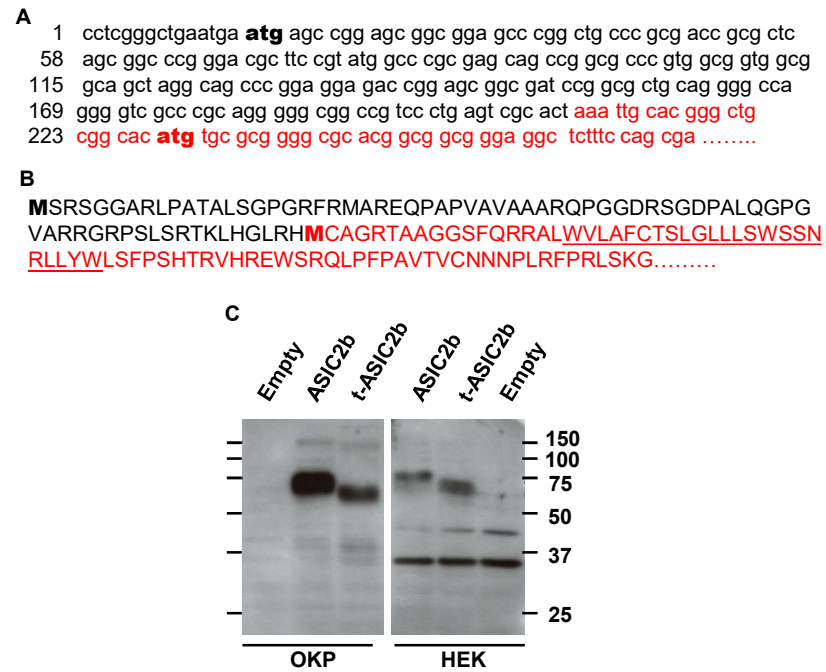 A
1 cctcgggctgaatga atg agc cgg agc ggc gga gcc cgg ctg ccc gcg acc gcg ctc
58 agc ggc ccg gga cgc ttc cgt atg gcc cgc gag cag ccg gcg ccc gtg gcg gtg gcg
115 gca gct agg cag ccc gga gga gac cgg agc ggc gat ccg gcg ctg cag ggg cca
169 ggg gtc gcc cgc agg ggg cgg ccg tcc ctg agt cgc act aaa ttg cac ggg ctg
223 cgg cac atg tgc gcg ggg cgc acg gcg gcg gga ggc tctttc cag cga ........
B
MSRSGGARLPATALSGPGRFRMAREQPAPVAVAAARQPGGDRSGDPALQGPG
VARRGRPSLSRTKLHGLRHMCAGRTAAGGSFQRRALWVLAFCTSLGLLLSWSSN
RLLYWLSFPSHTRVHREWSRQLPFPAVTVCNNNPLRFPRLSKG.........
C
Empty ASIC2b t-ASIC2b ASIC2b t-ASIC2b Empty
150
100
75
50
37
25
OKP HEK